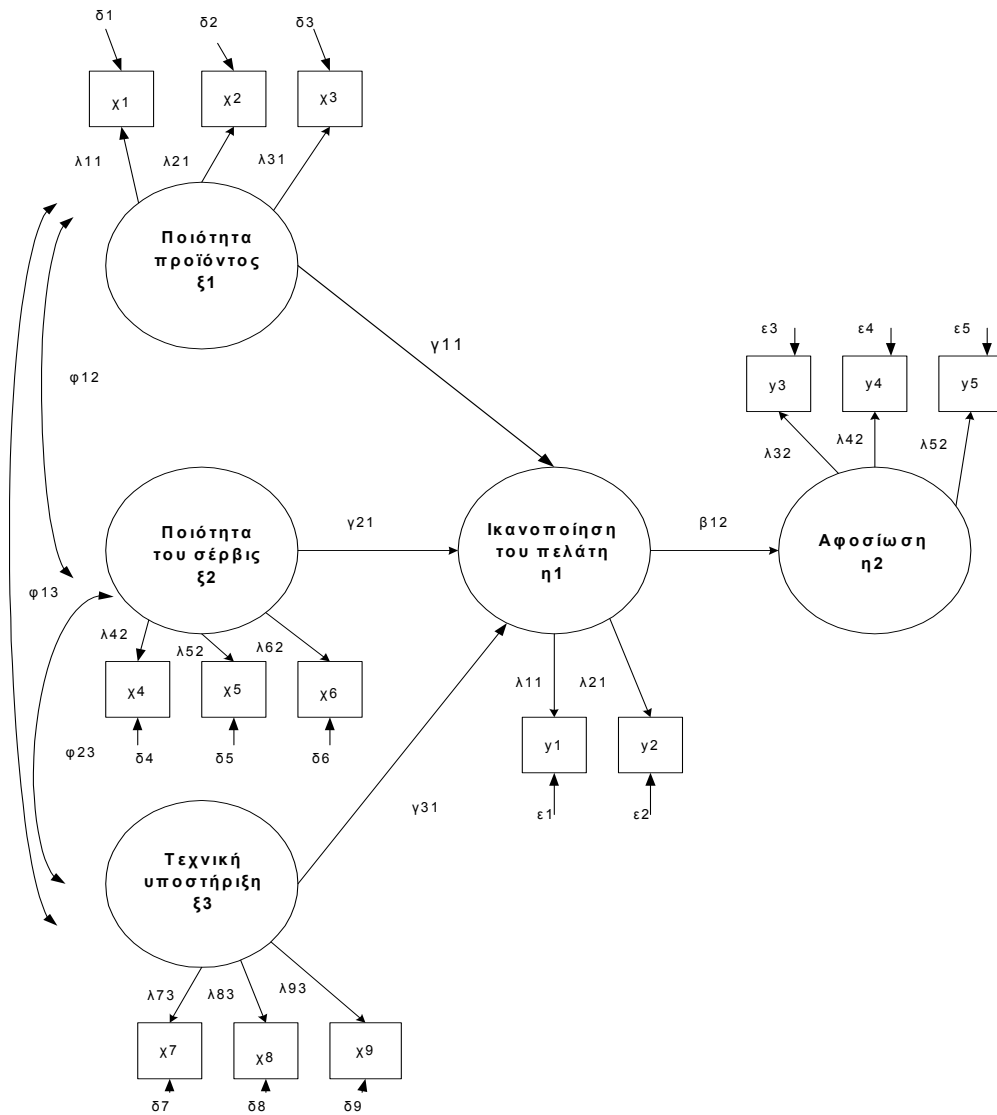 δ1
δ2
δ3
χ1
χ2
χ3
λ11
λ21
λ31
Ποιότητα
προϊόντος
ξ1
γ11
φ12
ε3
ε4
ε5
y3
y4
y5
λ32
λ42
λ52
Ποιότητα
του σέρβις
ξ2
γ21
Ικανοποίηση
του πελάτη
η1
β12
Αφοσίωση
η2
φ13
λ42
λ52
λ62
χ4
χ5
χ6
δ4
δ5
δ6
λ11
λ21
y1
y2
ε1
ε2
φ23
γ31
Τεχνική
υποστήριξη
ξ3
λ73
λ83
λ93
χ7
χ8
χ9
δ7
δ8
δ9